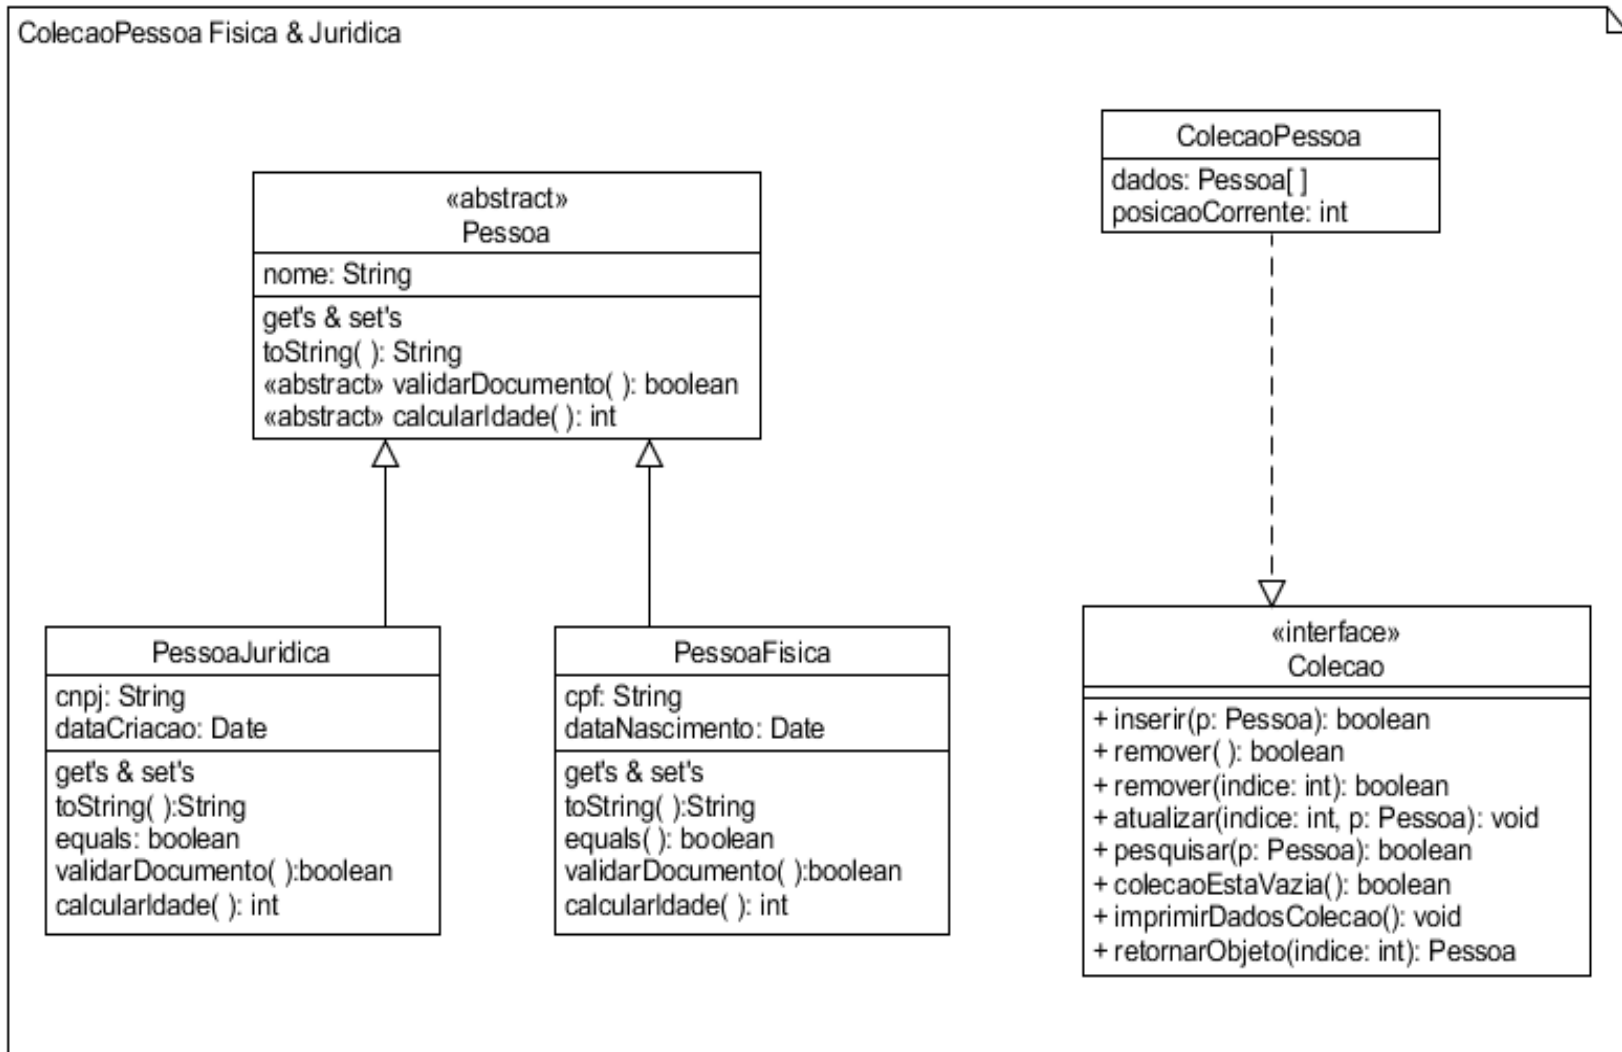 ColecaoPessoa Fisica & Juridica
«abstract»
Pessoa
nome: String
get's & set's
toString( ): String
«abstract» validarDocumento( ): boolean
«abstract» calcularIdade( ): int
ColecaoPessoa
dados: Pessoa[ ]
posicaoCorrente: int
PessoaJuridica
cnpj: String
dataCriacao: Date
get's & set's
toString( ):String
equals: boolean
validarDocumento( ):boolean
calcularIdade( ): int
PessoaFisica
cpf: String
dataNascimento: Date
get's & set's
toString( ):String
equals( ): boolean
validarDocumento( ):boolean
calcularIdade( ): int
«interface»
Colecao
+ inserir(p: Pessoa): boolean
+ remover( ): boolean
+ remover(indice: int): boolean
+ atualizar(indice: int, p: Pessoa): void
+ pesquisar(p: Pessoa): boolean
+ colecaoEstaVazia(): boolean
+ imprimirDadosColecao(): void
+ retornarObjeto(indice: int): Pessoa